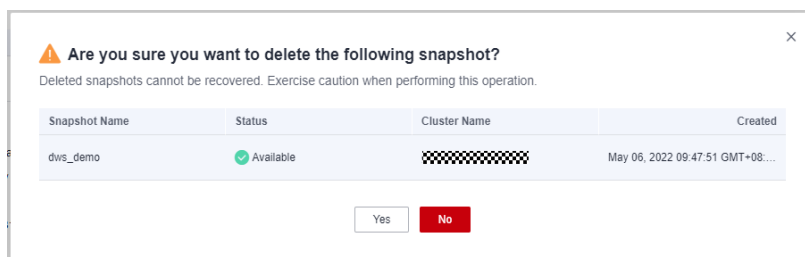 Are you sure you want to delete the following snapshot?
Deleted snapshots cannot be recovered. Exercise caution when performing this operation.
Snapshot Name Status Cluster Name Created
dws_demo Available May 06, 2022 09:47:51 GMT+08:...
Yes No